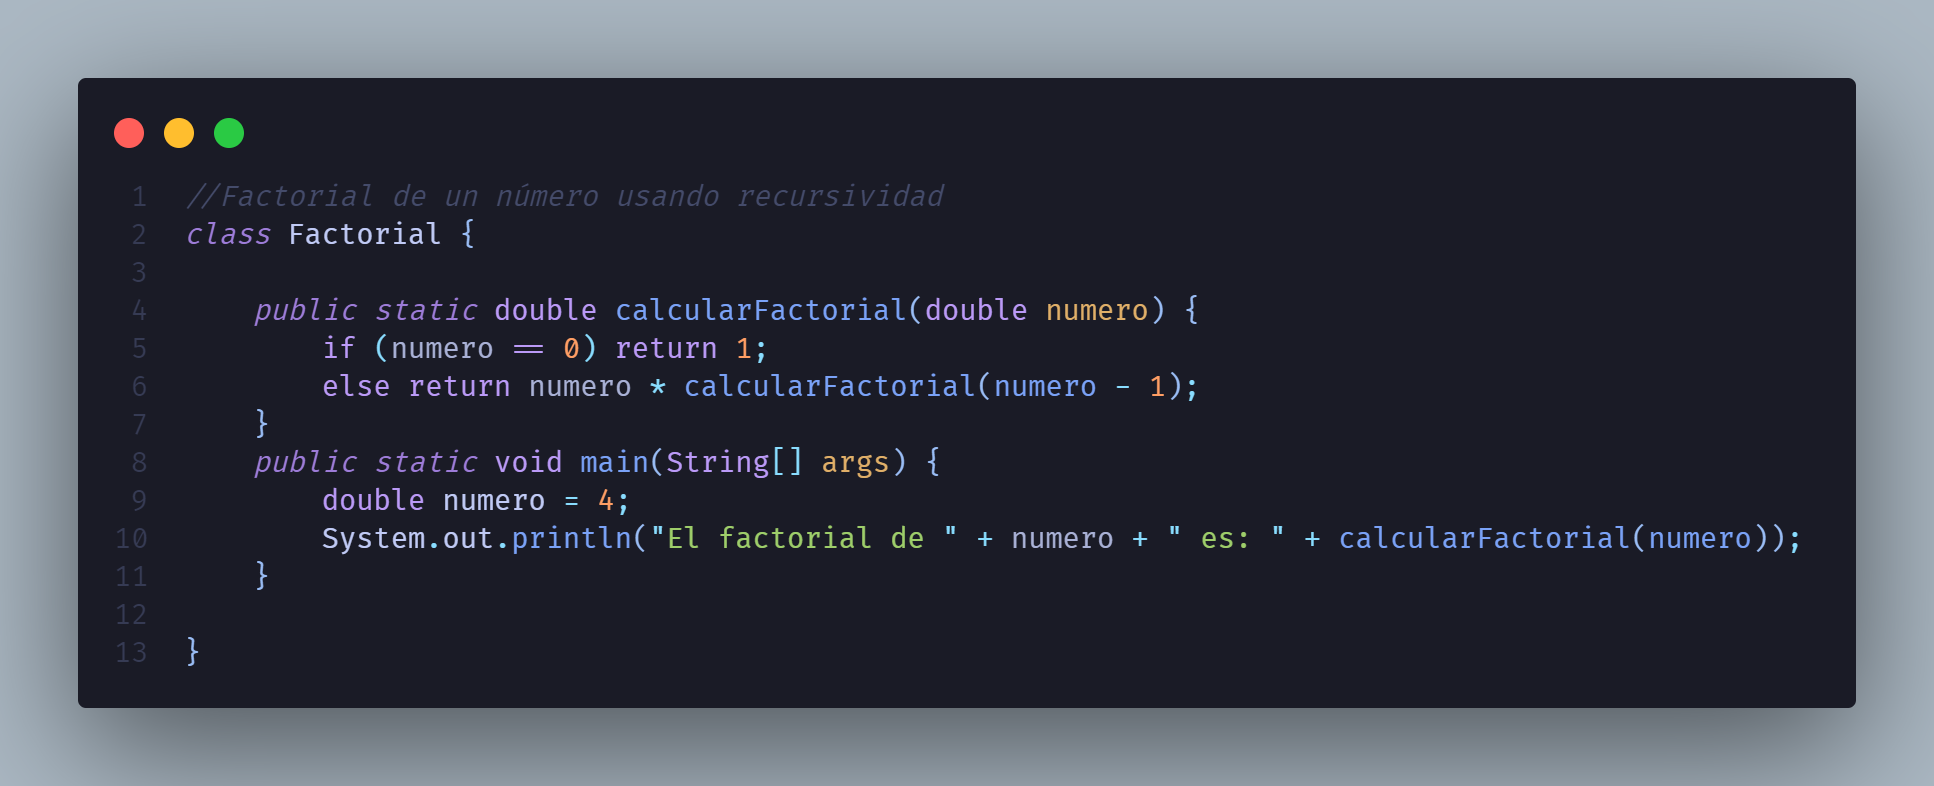 1 //Factorial de un número usando recursividad
2 class Factorial {
3
4     public static double calcularFactorial(double numero) {
5         if (numero == 0) return 1;
6         else return numero * calcularFactorial(numero - 1);
7     }
8     public static void main(String[] args) {
9         double numero = 4;
10         System.out.println("El factorial de " + numero + " es: " + calcularFactorial(numero));
11     }
12
13 }